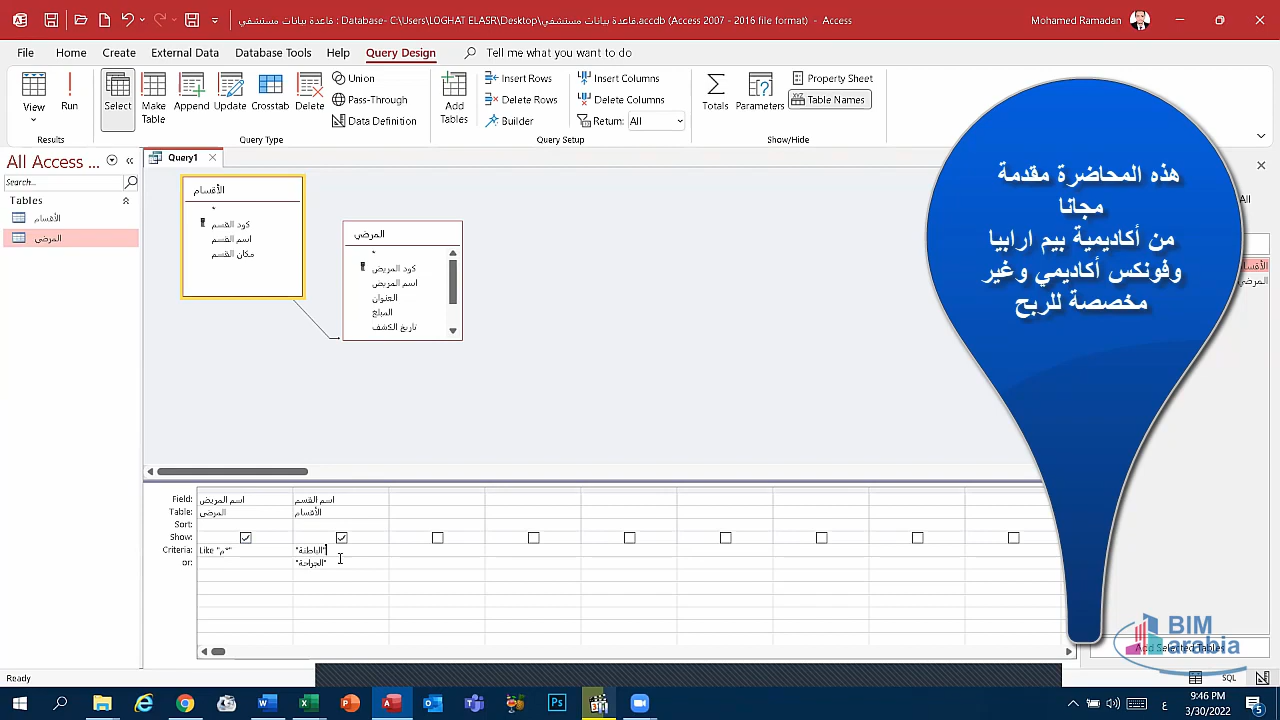 قاعدة بيانات مستشفي : Database- C:\Users\LOGHAT ELASR\Desktop\قاعدة بيانات مستشفي.accdb (Access 2007 - 2016 file format) - Access
Mohamed Ramadan
File Home Create External Data Database Tools Help Query Design Tell me what you want to do
View
Run
Results
Select
Make Table
Append
Update
Crosstab
Delete
Union
Pass-Through
Data Definition
Query Type
Add Tables
Insert Rows
Delete Rows
Builder
Insert Columns
Delete Columns
Return: All
Query Setup
Totals
Parameters
Property Sheet
Table Names
Show/Hide
All Access ...
Search...
Tables
الأقسام
المرضى
Query1
الأقسام
*
كود القسم
اسم القسم
مكان القسم
المرضي
*
كود المريض
اسم المريض
العنوان
المبلغ
تاريخ الكشف
هذه المحاضرة مقدمة
مجانا
من أكاديمية بيم ارابيا
وفونكس أكاديمي وغير
مخصصة للربح
Field: اسم المريض اسم القسم
Table: المرضي الأقسام
Sort:
Show:
Criteria: Like "م*" "الباطنة"
or: "الجراحة"
BIM
arabia
Add Selected Tables
Ready
SQL
9:46 PM
3/30/2022